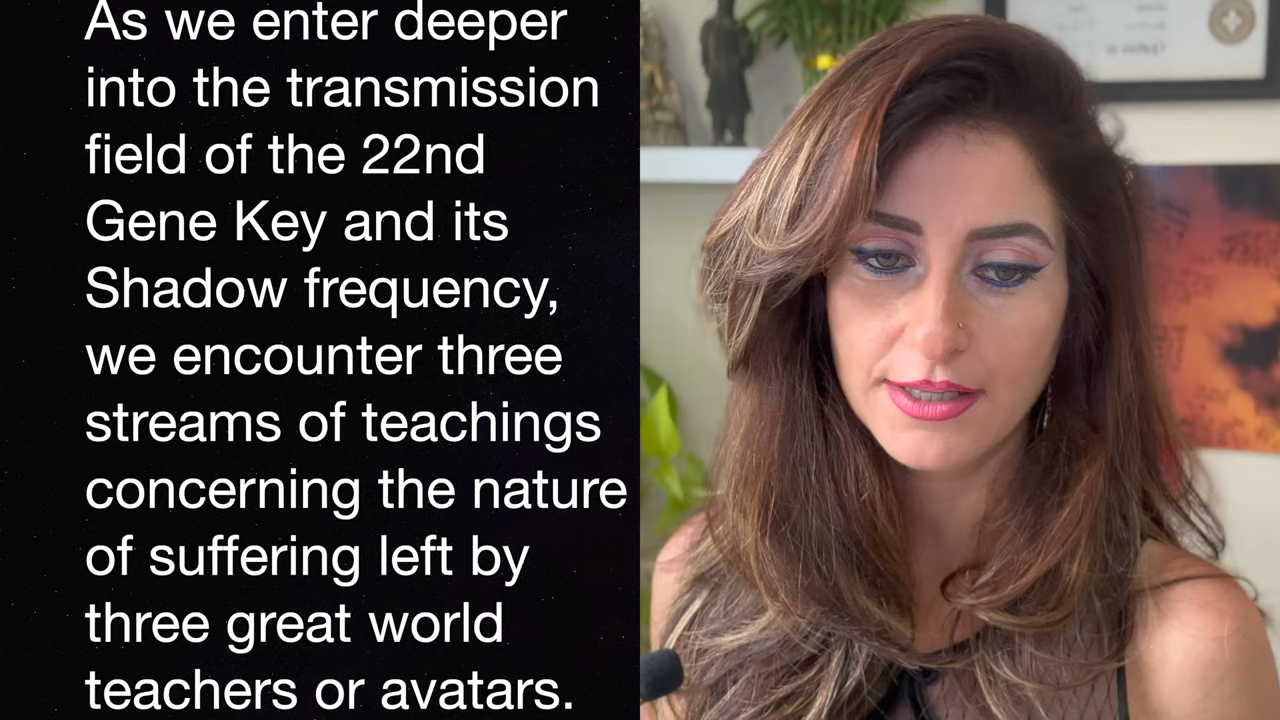 As we enter deeper
into the transmission
field of the 22nd
Gene Key and its
Shadow frequency,
we encounter three
streams of teachings
concerning the nature
of suffering left by
three great world
teachers or avatars.